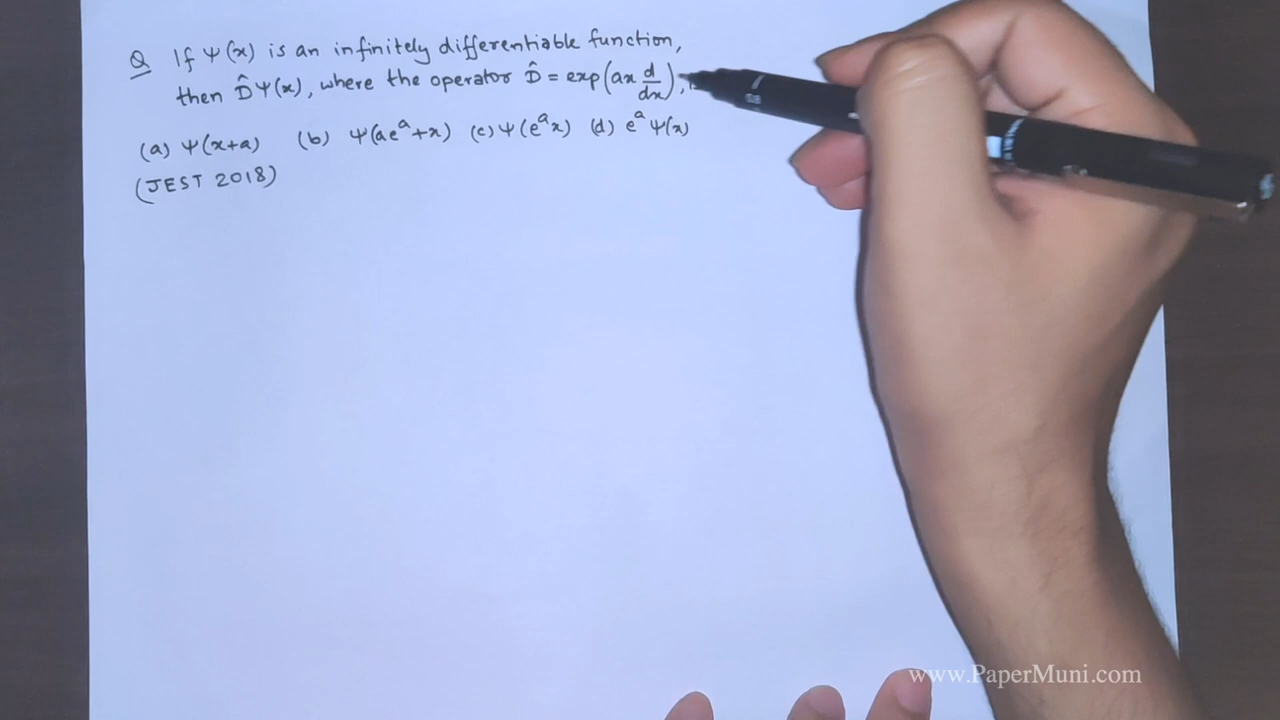 Q If Ψ(x) is an infinitely differentiable function,
then D̂Ψ(x), where the operator D̂ = exp(ax d/dx),
(a) Ψ(x+a) (b) Ψ(ae^a+x) (c) Ψ(e^a x) (d) e^a Ψ(x)
(JEST 2018)
www.PaperMuni.com